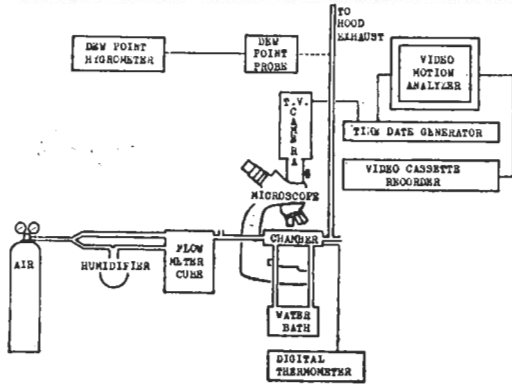 TO
HOOD
EXHAUST
DEW POINT
HYGROMETER
DEW
POINT
PROBE
VIDEO
MOTION
ANALYZER
T.V.
CAMERA
TIME DATE GENERATOR
VIDEO CASSETTE
RECORDER
MICROSCOPE
AIR
HUMIDIFIER
FLOW
METER
CUBE
CHAMBER
WATER
BATH
DIGITAL
THERMOMETER